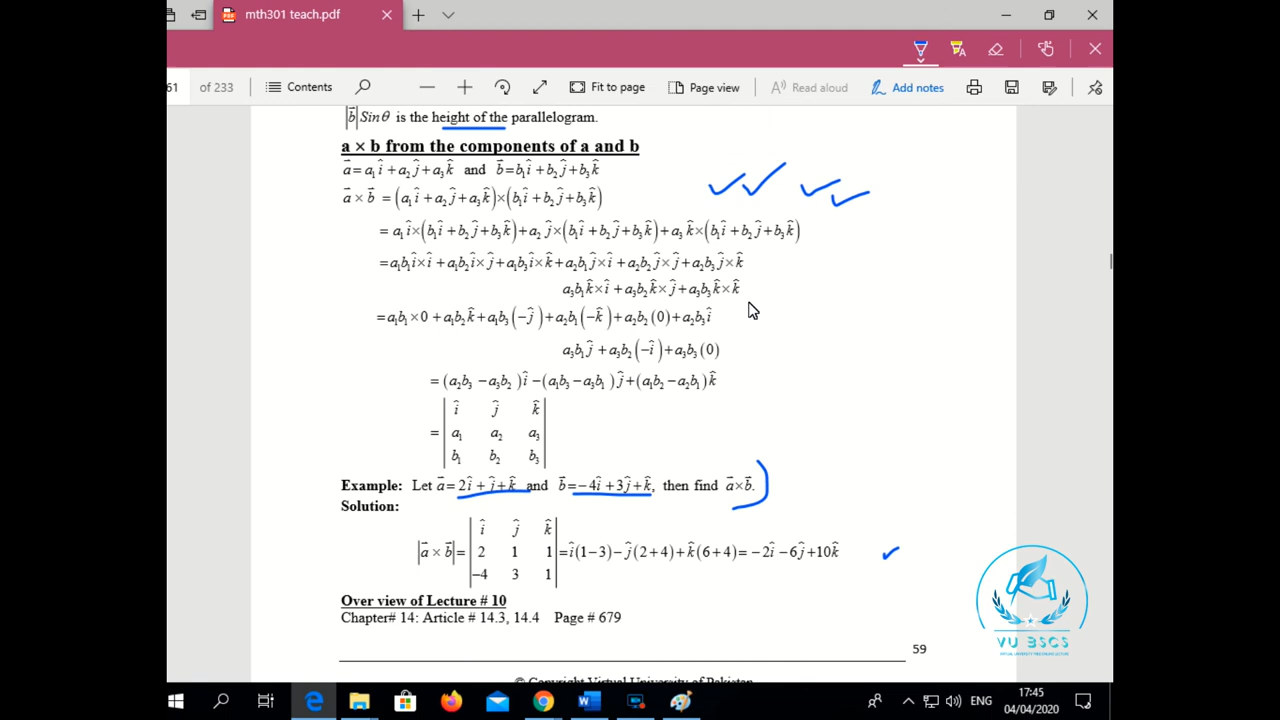 mth301 teach.pdf
61 of 233 Contents Fit to page Page view Read aloud Add notes
|b⃗| Sinθ is the height of the parallelogram.
a × b from the components of a and b
a⃗ = a₁î + a₂ĵ + a₃k̂ and b⃗ = b₁î + b₂ĵ + b₃k̂
a⃗ × b⃗ = (a₁î + a₂ĵ + a₃k̂) × (b₁î + b₂ĵ + b₃k̂)
= a₁î × (b₁î + b₂ĵ + b₃k̂) + a₂ĵ × (b₁î + b₂ĵ + b₃k̂) + a₃k̂ × (b₁î + b₂ĵ + b₃k̂)
= a₁b₁î × î + a₁b₂î × ĵ + a₁b₃î × k̂ + a₂b₁ĵ × î + a₂b₂ĵ × ĵ + a₂b₃ĵ × k̂
a₃b₁k̂ × î + a₃b₂k̂ × ĵ + a₃b₃k̂ × k̂
= a₁b₁ × 0 + a₁b₂k̂ + a₁b₃(−ĵ) + a₂b₁(−k̂) + a₂b₂(0) + a₂b₃î
a₃b₁ĵ + a₃b₂(−î) + a₃b₃(0)
= (a₂b₃ − a₃b₂)î − (a₁b₃ − a₃b₁)ĵ + (a₁b₂ − a₂b₁)k̂
î ĵ k̂
= a₁ a₂ a₃
b₁ b₂ b₃
Example: Let a⃗ = 2î + ĵ + k̂ and b⃗ = −4î + 3ĵ + k̂, then find a⃗×b⃗.
Solution:
î ĵ k̂
|a⃗ × b⃗| = 2 1 1 = î(1−3) − ĵ(2+4) + k̂(6+4) = −2î − 6ĵ + 10k̂
−4 3 1
Over view of Lecture # 10
Chapter# 14: Article # 14.3, 14.4 Page # 679
VU BSCS
59
© Copyright Virtual University of Pakistan
ENG
17:45
04/04/2020